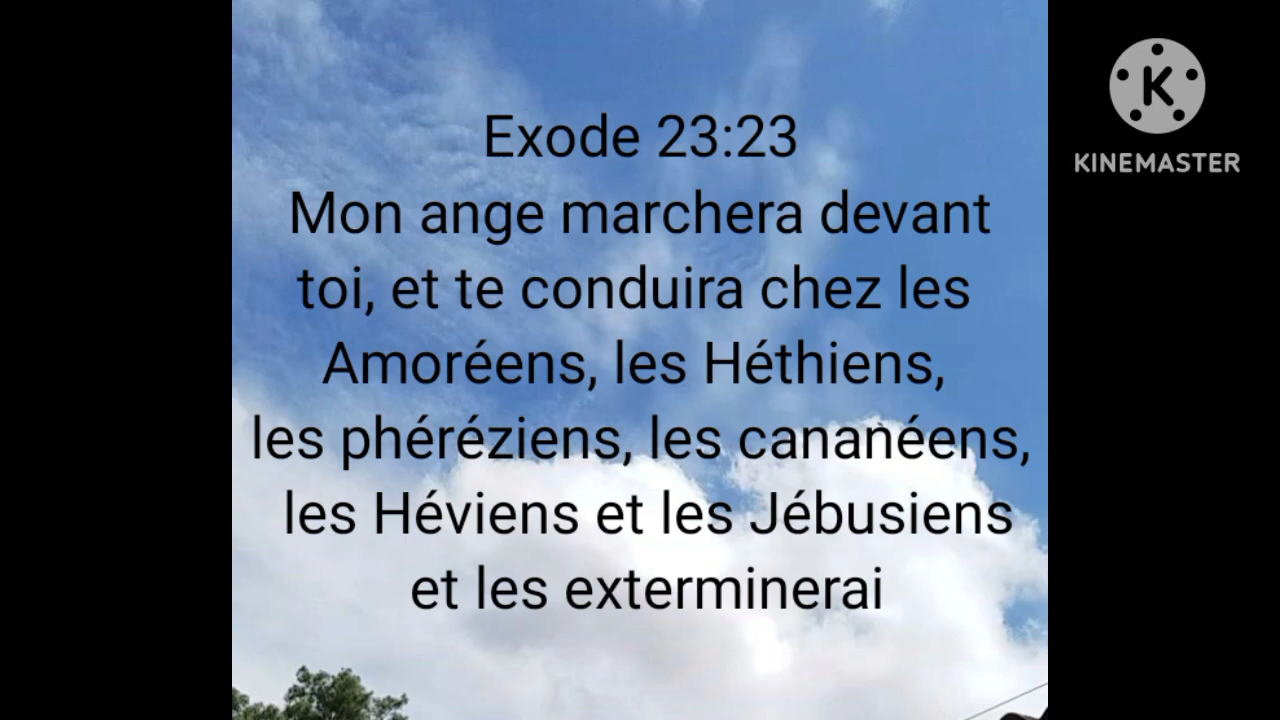 Exode 23:23
Mon ange marchera devant
toi, et te conduira chez les
Amoréens, les Héthiens,
les phéréziens, les cananéens,
les Héviens et les Jébusiens
et les exterminerai
K
KINEMASTER